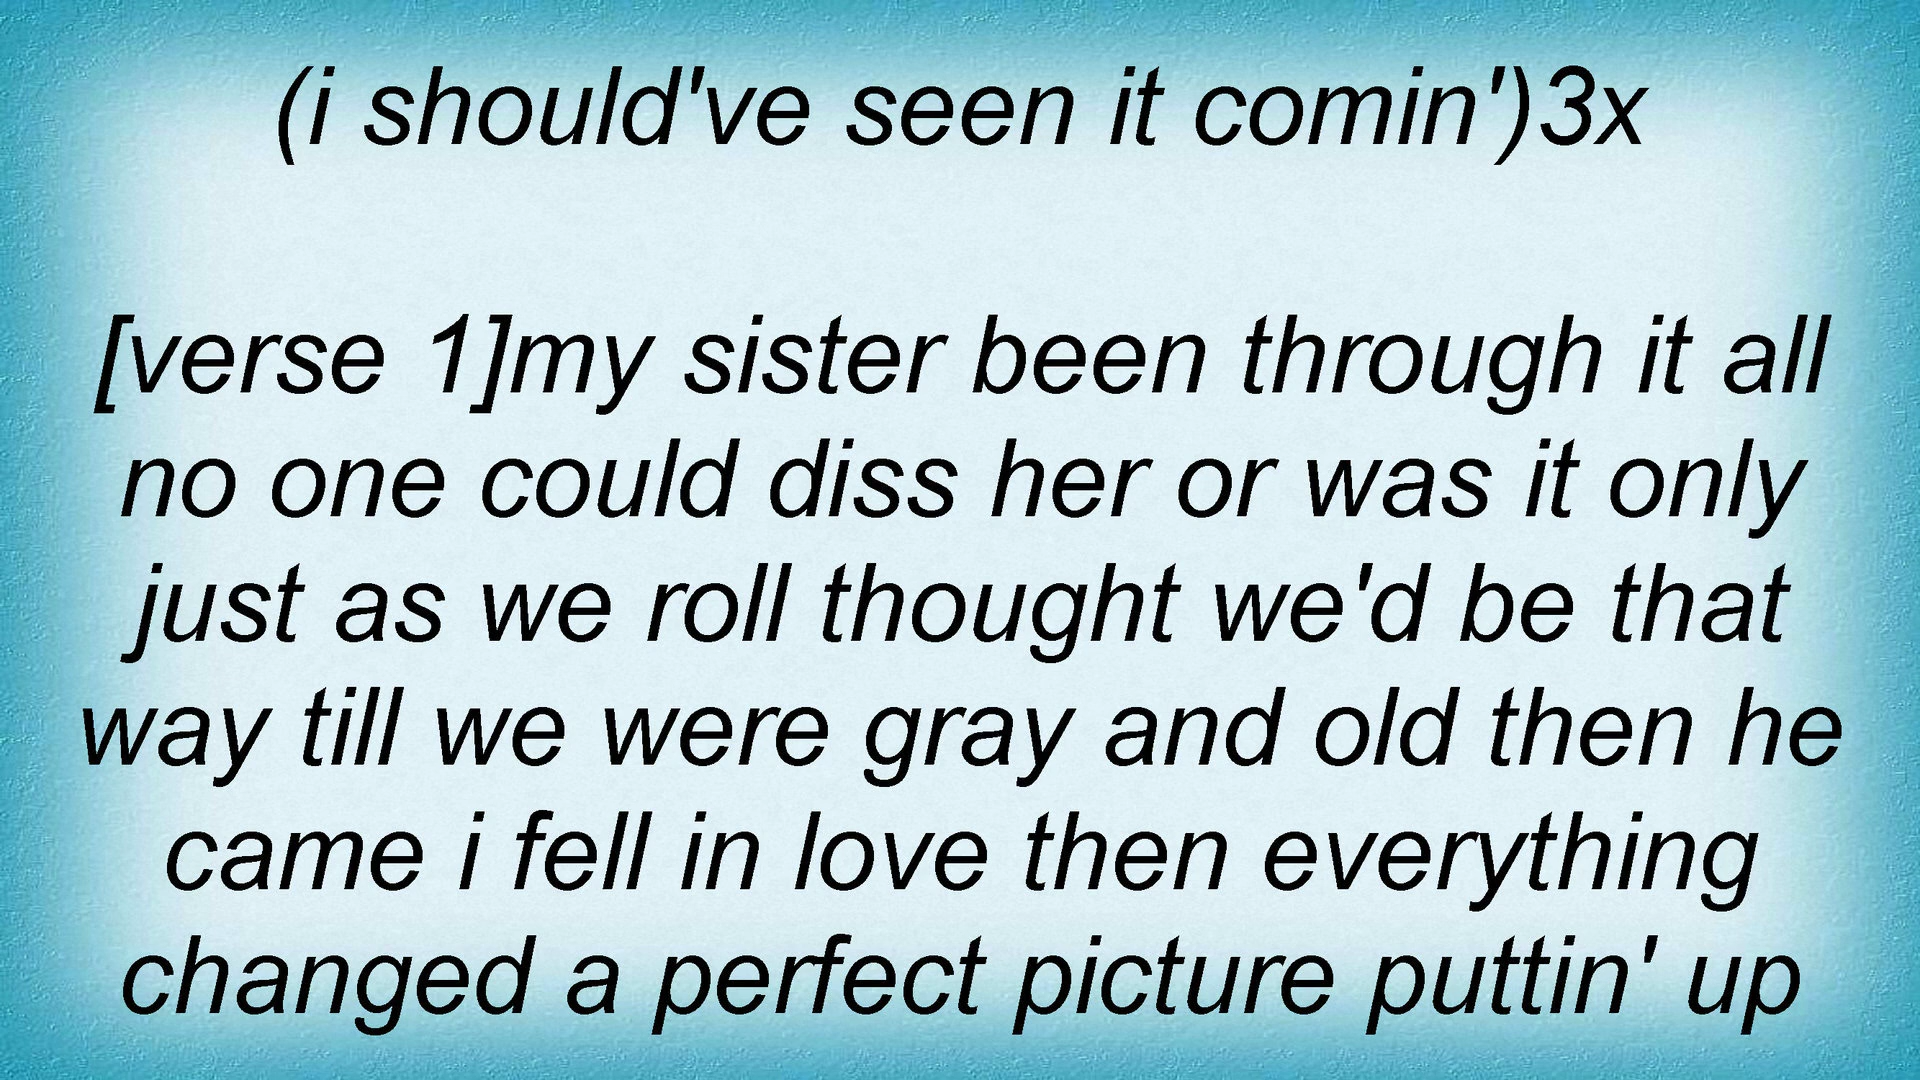 (i should've seen it comin')3x
[verse 1]my sister been through it all
no one could diss her or was it only
just as we roll thought we'd be that
way till we were gray and old then he
came i fell in love then everything
changed a perfect picture puttin' up